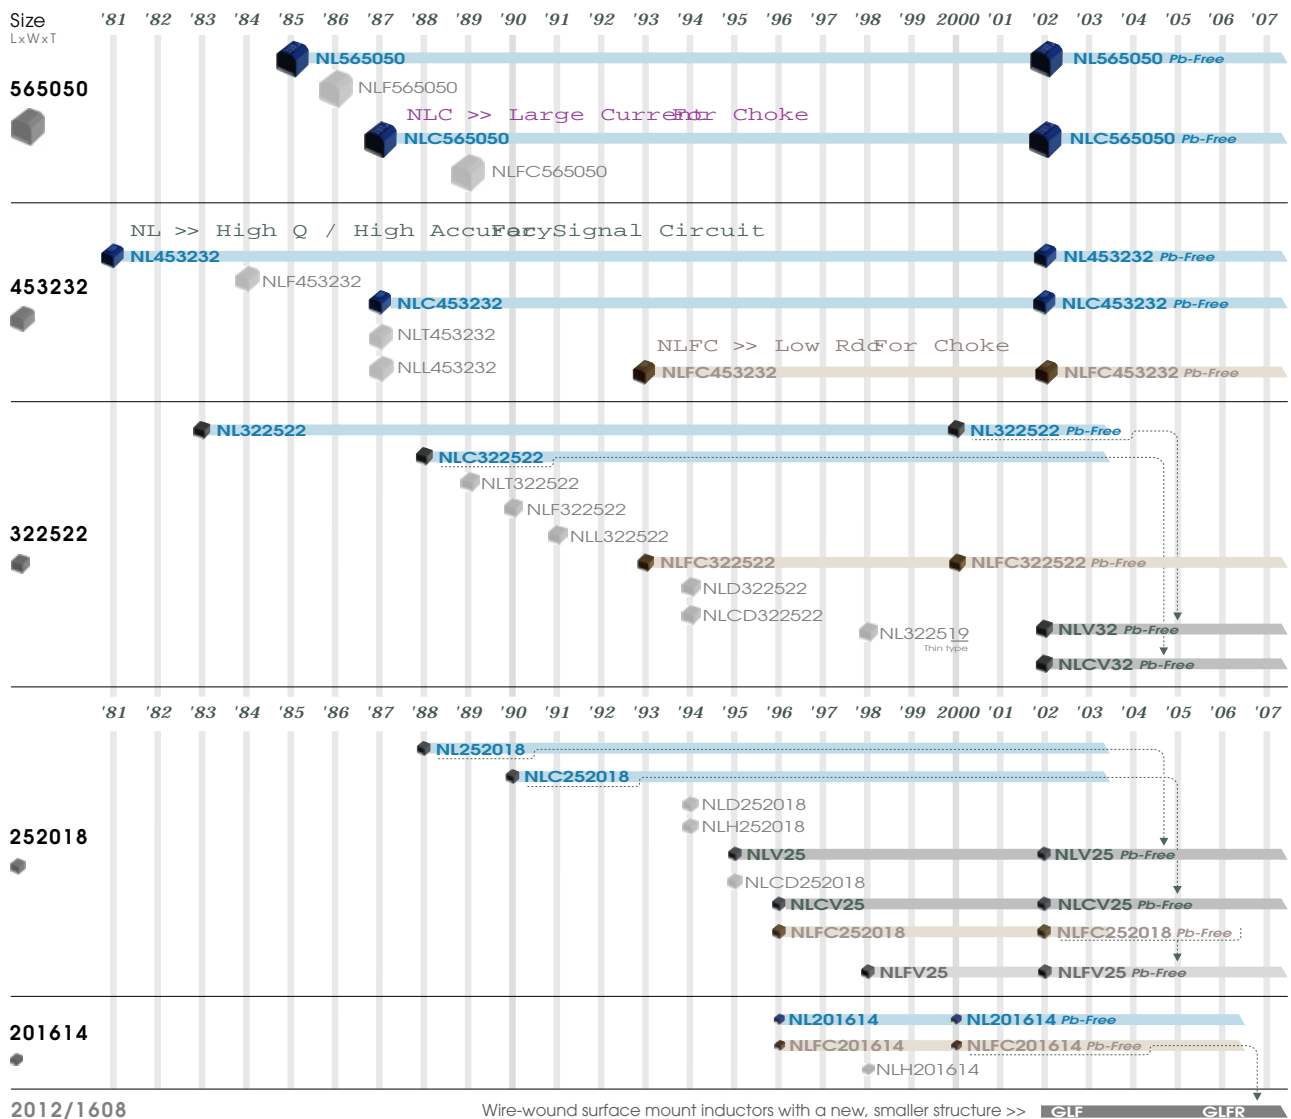 Size '81 '82 '83 '84 '85 '86 '87 '88 '89 '90 '91 '92 '93 '94 '95 '96 '97 '98 '99 2000 '01 '02 '03 '04 '05 '06 '07
LxWxT
NL565050 NL565050 Pb-Free
565050
NLF565050
NLC >> Large Current For Choke
NLC565050 NLC565050 Pb-Free
NLFC565050
NL >> High Q / High Accuracy For Signal Circuit
NL453232 NL453232 Pb-Free
NLF453232
453232
NLC453232 NLC453232 Pb-Free
NLT453232
NLFC >> Low Rdc For Choke
NLL453232
NLFC453232 NLFC453232 Pb-Free
NL322522 NL322522 Pb-Free
NLC322522
NLT322522
NLF322522
322522
NLL322522
NLFC322522 NLFC322522 Pb-Free
NLD322522
NLCD322522
NL322519
Thin type
NLV32 Pb-Free
NLCV32 Pb-Free
'81 '82 '83 '84 '85 '86 '87 '88 '89 '90 '91 '92 '93 '94 '95 '96 '97 '98 '99 2000 '01 '02 '03 '04 '05 '06 '07
NL252018
NLC252018
NLD252018
NLH252018
252018
NLV25 NLV25 Pb-Free
NLCD252018
NLCV25 NLCV25 Pb-Free
NLFC252018 NLFC252018 Pb-Free
NLFV25 NLFV25 Pb-Free
NL201614 NL201614 Pb-Free
201614
NLFC201614 NLFC201614 Pb-Free
NLH201614
2012/1608 Wire-wound surface mount inductors with a new, smaller structure >> GLF GLFR